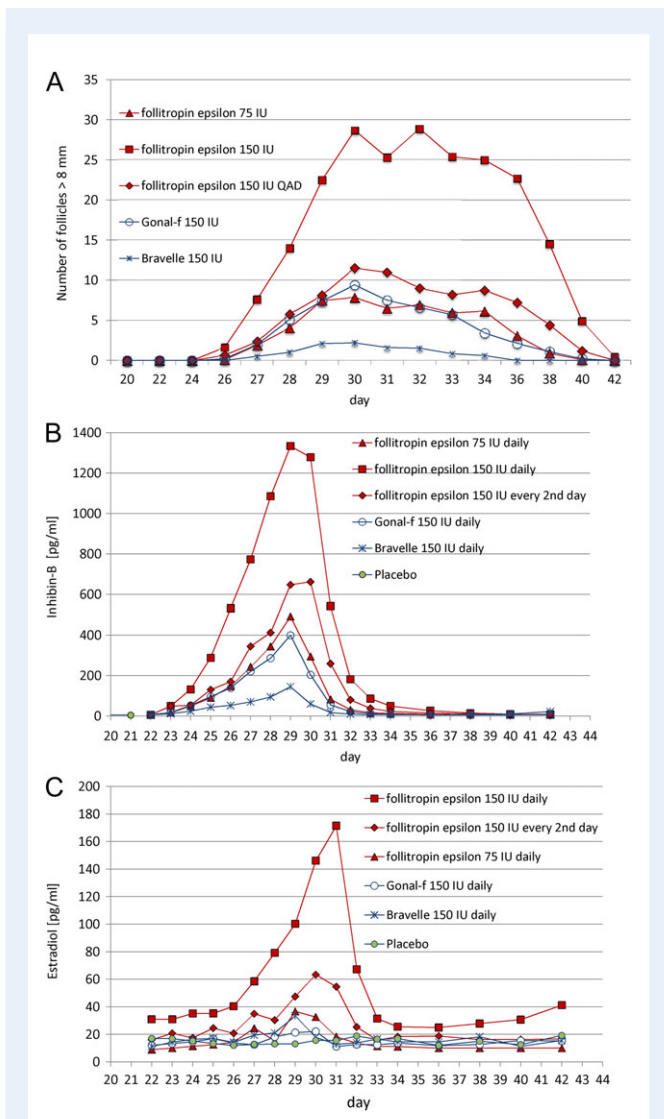 A
35
30
25
20
15
10
5
0
Number of follicles > 8 mm
follitropin epsilon 75 IU
follitropin epsilon 150 IU
follitropin epsilon 150 IU QAD
Gonal-f 150 IU
Bravelle 150 IU
20 22 24 26 27 28 29 30 31 32 33 34 36 38 40 42
day
B
1400
1200
1000
800
600
400
200
0
Inhibin-B [pg/ml]
follitropin epsilon 75 IU daily
follitropin epsilon 150 IU daily
follitropin epsilon 150 IU every 2nd day
Gonal-f 150 IU daily
Bravelle 150 IU daily
Placebo
20 21 22 23 24 25 26 27 28 29 30 31 32 33 34 35 36 37 38 39 40 41 42 43 44
day
C
200
180
160
140
120
100
80
60
40
20
0
Estradiol [pg/ml]
follitropin epsilon 150 IU daily
follitropin epsilon 150 IU every 2nd day
follitropin epsilon 75 IU daily
Gonal-f 150 IU daily
Bravelle 150 IU daily
Placebo
20 21 22 23 24 25 26 27 28 29 30 31 32 33 34 35 36 37 38 39 40 41 42 43 44
day